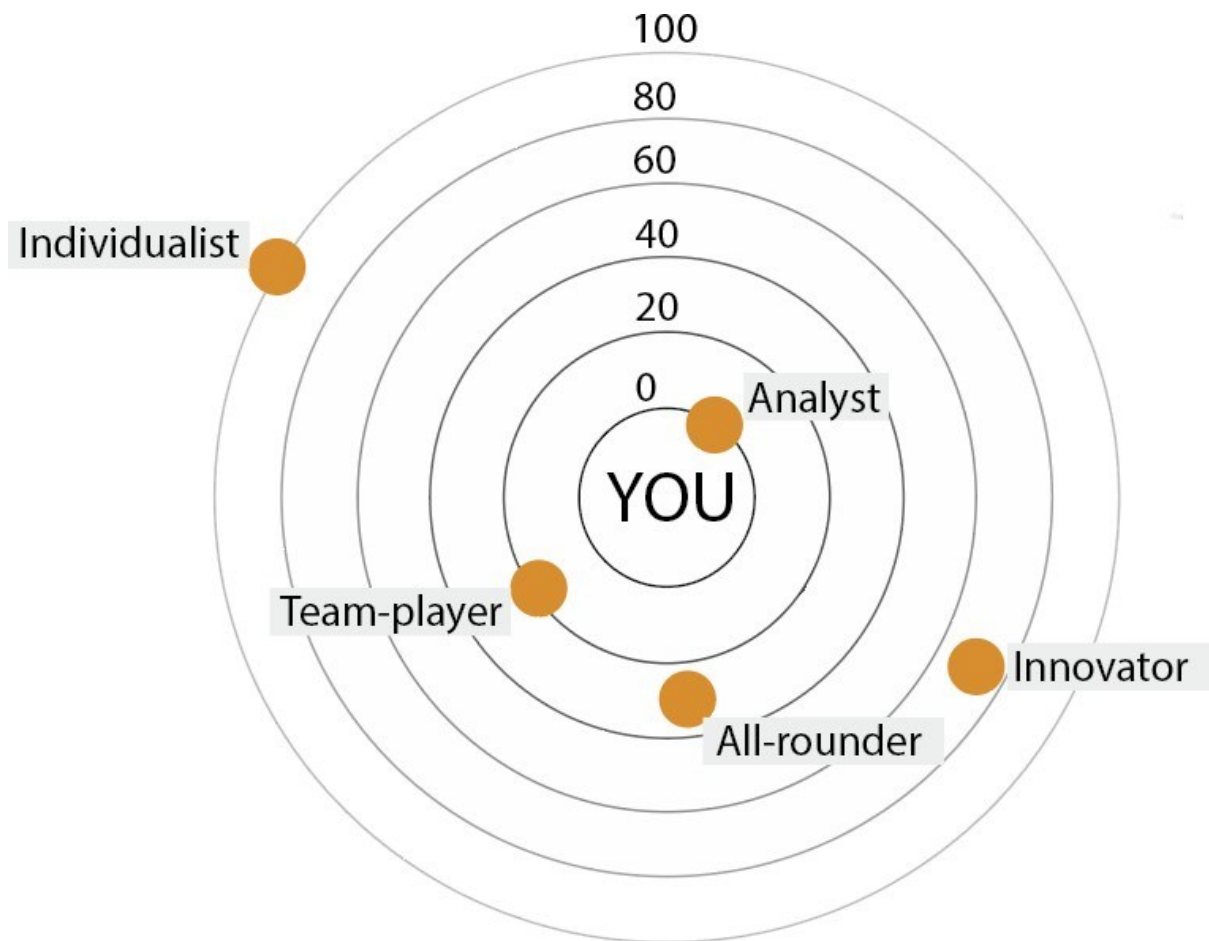 100
80
60
40
Individualist
20
0
Analyst
YOU
Team-player
Innovator
All-rounder